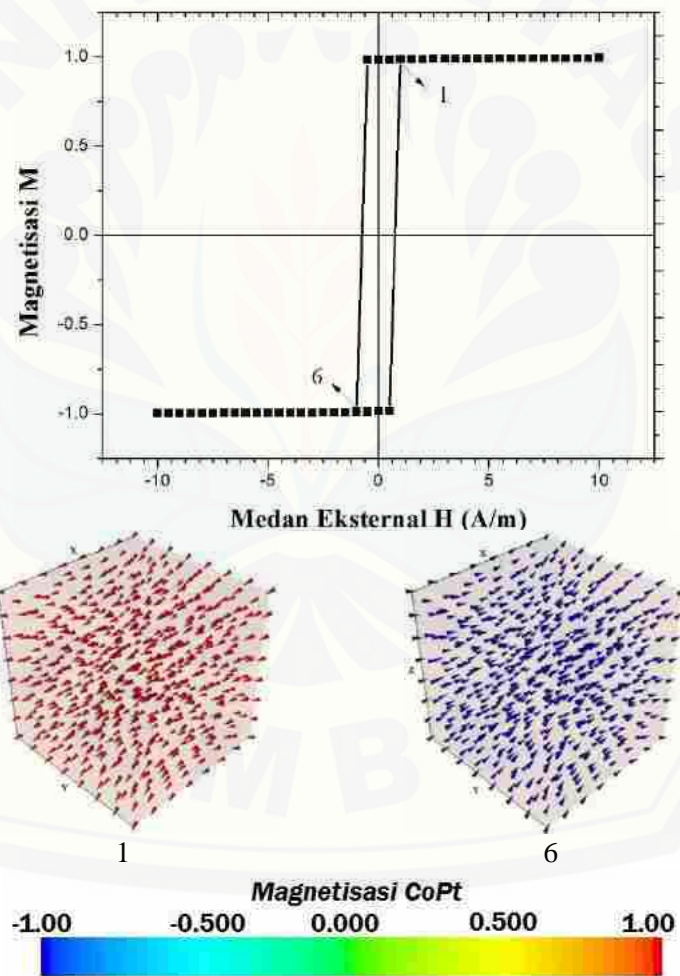 1.0
1
0.5
Magnetisasi M
0.0
-0.5
6
-1.0
-10 -5 0 5 10
Medan Eksternal H (A/m)
X X
Z
Y Y
M B
1 6
Magnetisasi CoPt
-1.00 -0.500 0.000 0.500 1.00